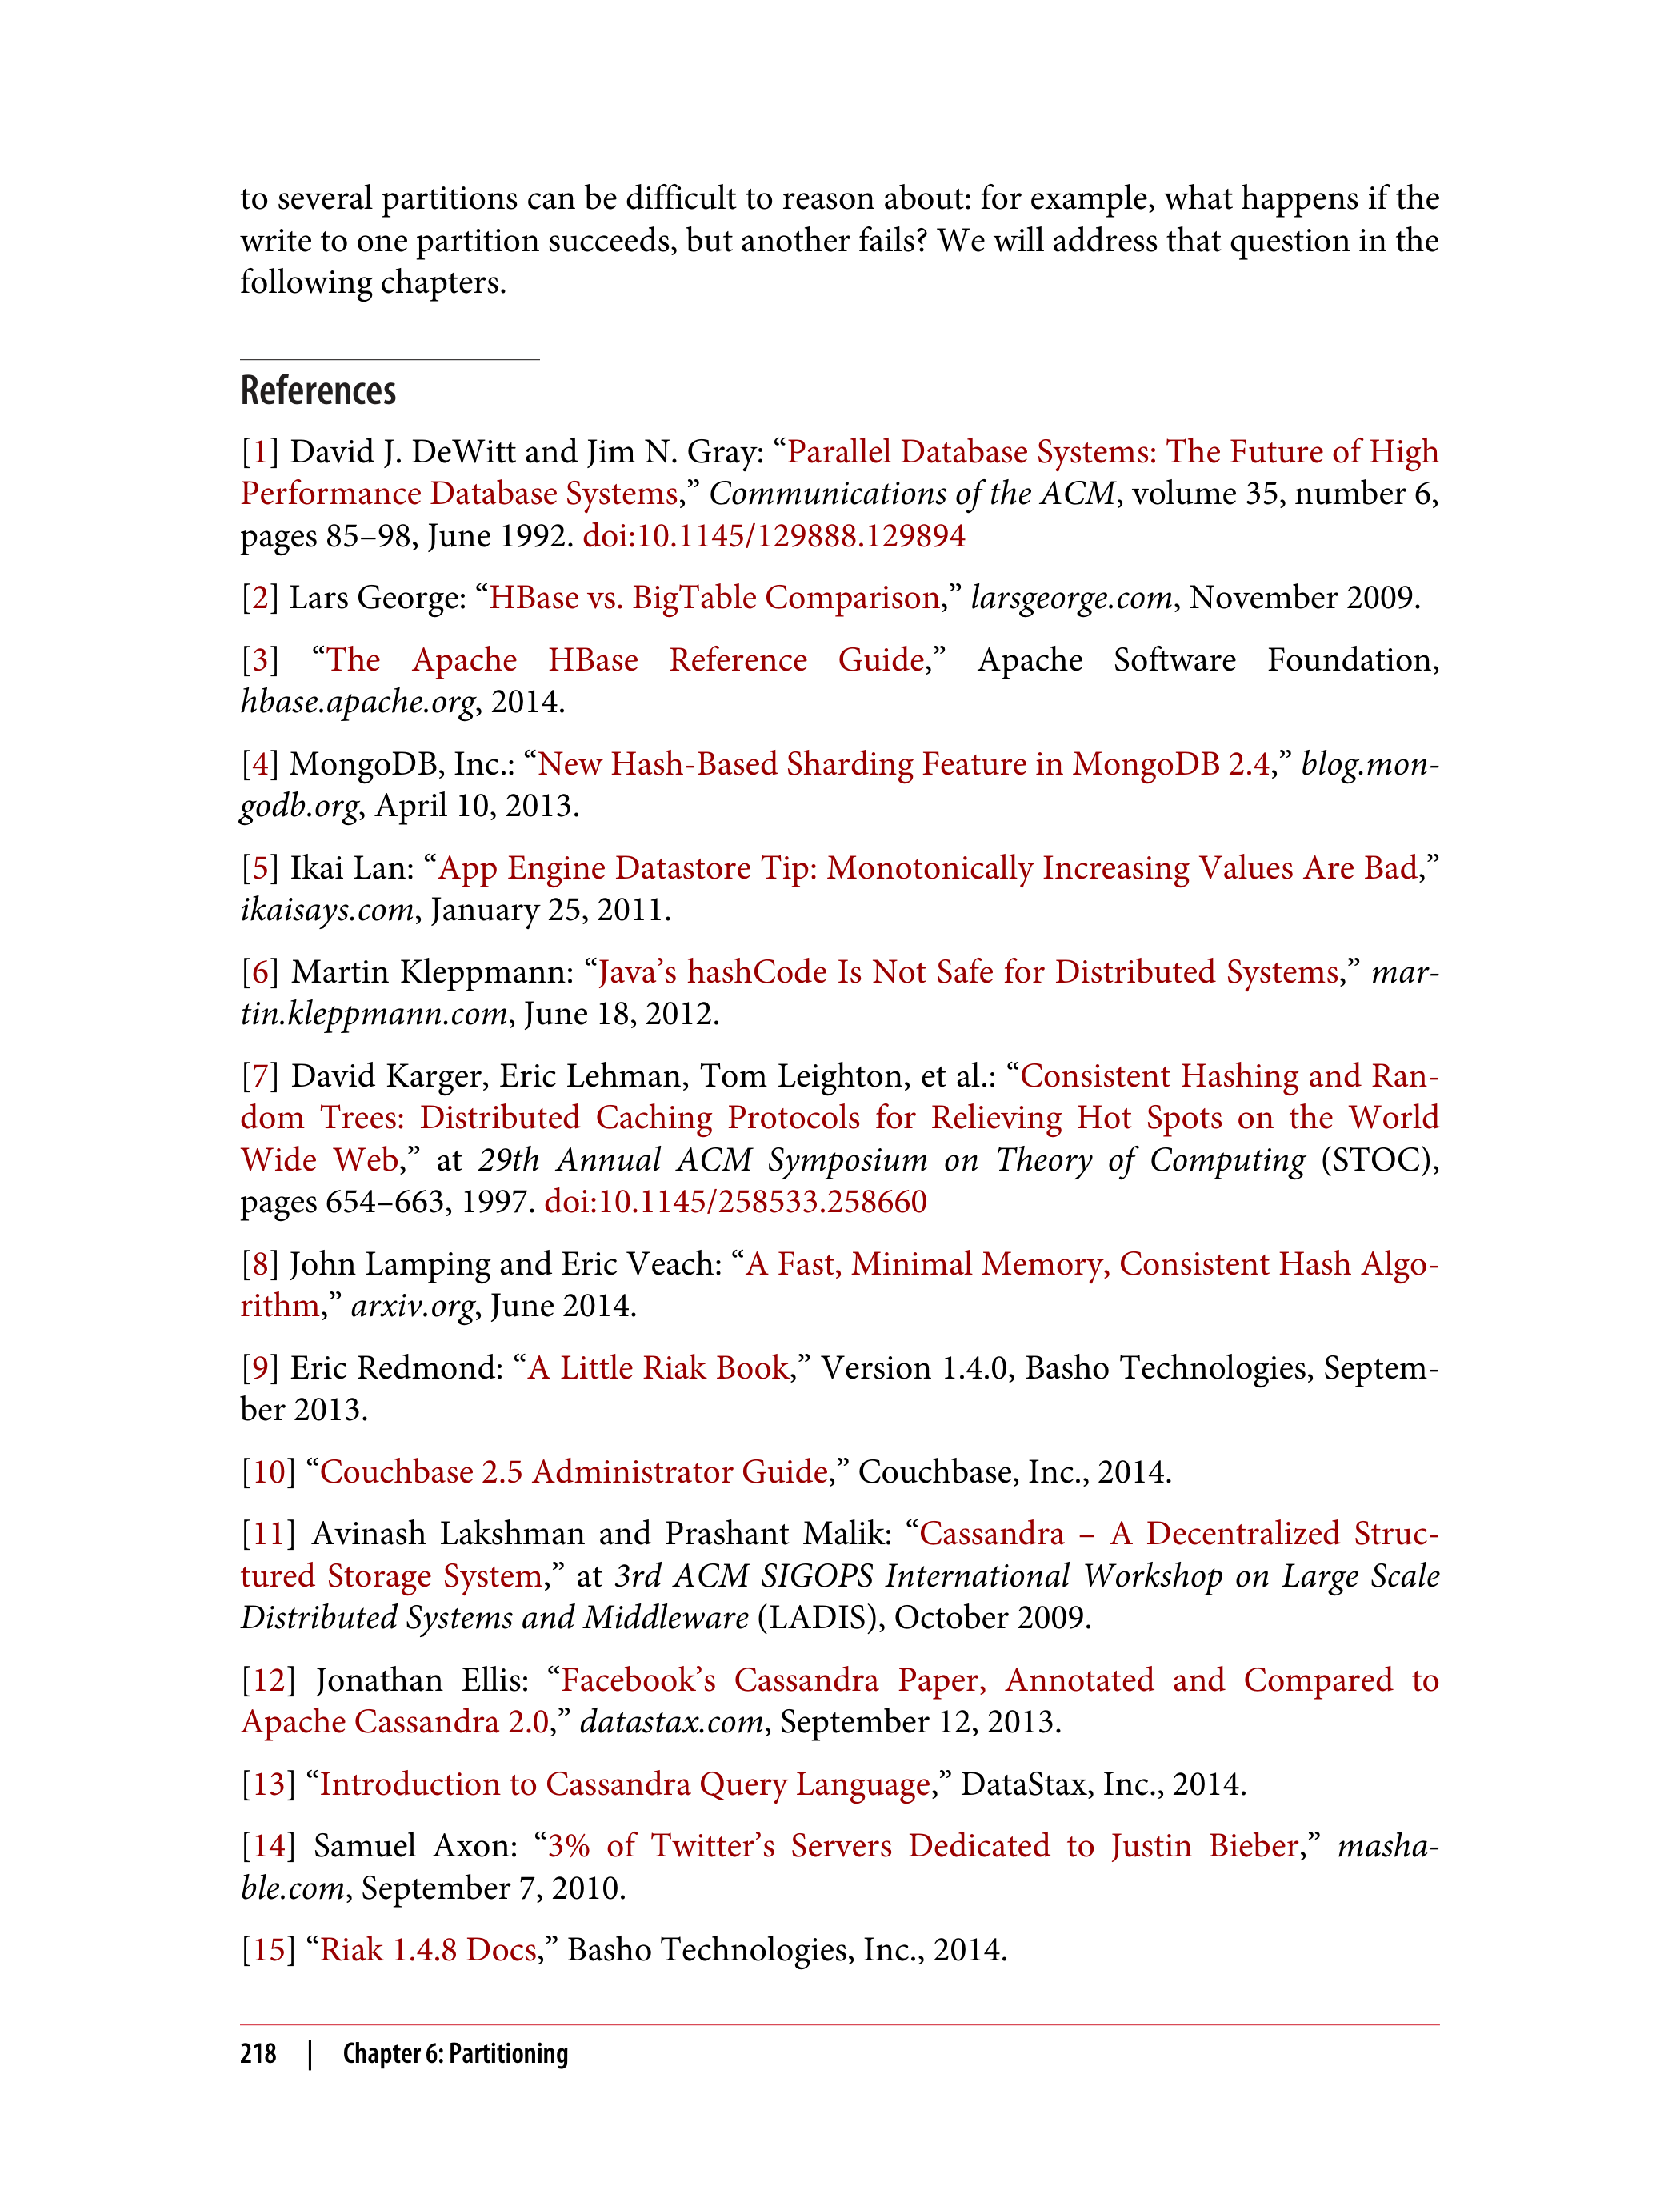 to several partitions can be difficult to reason about: for example, what happens if the
write to one partition succeeds, but another fails? We will address that question in the
following chapters.
References
[1] David J. DeWitt and Jim N. Gray: “Parallel Database Systems: The Future of High
Performance Database Systems,” Communications of the ACM, volume 35, number 6,
pages 85–98, June 1992. doi:10.1145/129888.129894
[2] Lars George: “HBase vs. BigTable Comparison,” larsgeorge.com, November 2009.
[3] “The Apache HBase Reference Guide,” Apache Software Foundation,
hbase.apache.org, 2014.
[4] MongoDB, Inc.: “New Hash-Based Sharding Feature in MongoDB 2.4,” blog.mon-
godb.org, April 10, 2013.
[5] Ikai Lan: “App Engine Datastore Tip: Monotonically Increasing Values Are Bad,”
ikaisays.com, January 25, 2011.
[6] Martin Kleppmann: “Java’s hashCode Is Not Safe for Distributed Systems,” mar-
tin.kleppmann.com, June 18, 2012.
[7] David Karger, Eric Lehman, Tom Leighton, et al.: “Consistent Hashing and Ran-
dom Trees: Distributed Caching Protocols for Relieving Hot Spots on the World
Wide Web,” at 29th Annual ACM Symposium on Theory of Computing (STOC),
pages 654–663, 1997. doi:10.1145/258533.258660
[8] John Lamping and Eric Veach: “A Fast, Minimal Memory, Consistent Hash Algo-
rithm,” arxiv.org, June 2014.
[9] Eric Redmond: “A Little Riak Book,” Version 1.4.0, Basho Technologies, Septem-
ber 2013.
[10] “Couchbase 2.5 Administrator Guide,” Couchbase, Inc., 2014.
[11] Avinash Lakshman and Prashant Malik: “Cassandra – A Decentralized Struc-
tured Storage System,” at 3rd ACM SIGOPS International Workshop on Large Scale
Distributed Systems and Middleware (LADIS), October 2009.
[12] Jonathan Ellis: “Facebook’s Cassandra Paper, Annotated and Compared to
Apache Cassandra 2.0,” datastax.com, September 12, 2013.
[13] “Introduction to Cassandra Query Language,” DataStax, Inc., 2014.
[14] Samuel Axon: “3% of Twitter’s Servers Dedicated to Justin Bieber,” masha-
ble.com, September 7, 2010.
[15] “Riak 1.4.8 Docs,” Basho Technologies, Inc., 2014.
218 | Chapter 6: Partitioning